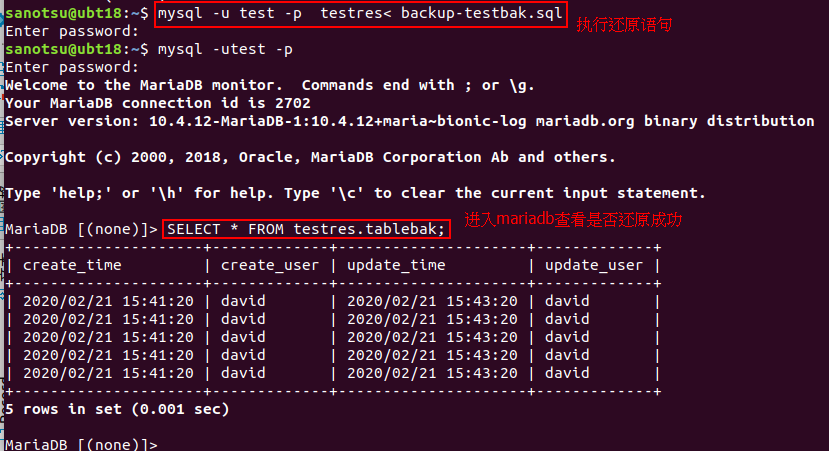 sanotsu@ubt18:~$ mysql -u test -p  testres< backup-testbak.sql
执行还原语句
Enter password:
sanotsu@ubt18:~$ mysql -utest -p
Enter password:
Welcome to the MariaDB monitor.  Commands end with ; or \g.
Your MariaDB connection id is 2702
Server version: 10.4.12-MariaDB-1:10.4.12+maria~bionic-log mariadb.org binary distribution
Copyright (c) 2000, 2018, Oracle, MariaDB Corporation Ab and others.
Type 'help;' or '\h' for help. Type '\c' to clear the current input statement.
进入mariadb查看是否还原成功
MariaDB [(none)]> SELECT * FROM testres.tablebak;
+---------------------+-------------+---------------------+-------------+
| create_time         | create_user | update_time         | update_user |
+---------------------+-------------+---------------------+-------------+
| 2020/02/21 15:41:20 | david       | 2020/02/21 15:43:20 | david       |
| 2020/02/21 15:41:20 | david       | 2020/02/21 15:43:20 | david       |
| 2020/02/21 15:41:20 | david       | 2020/02/21 15:43:20 | david       |
| 2020/02/21 15:41:20 | david       | 2020/02/21 15:43:20 | david       |
| 2020/02/21 15:41:20 | david       | 2020/02/21 15:43:20 | david       |
+---------------------+-------------+---------------------+-------------+
5 rows in set (0.001 sec)
MariaDB [(none)]>